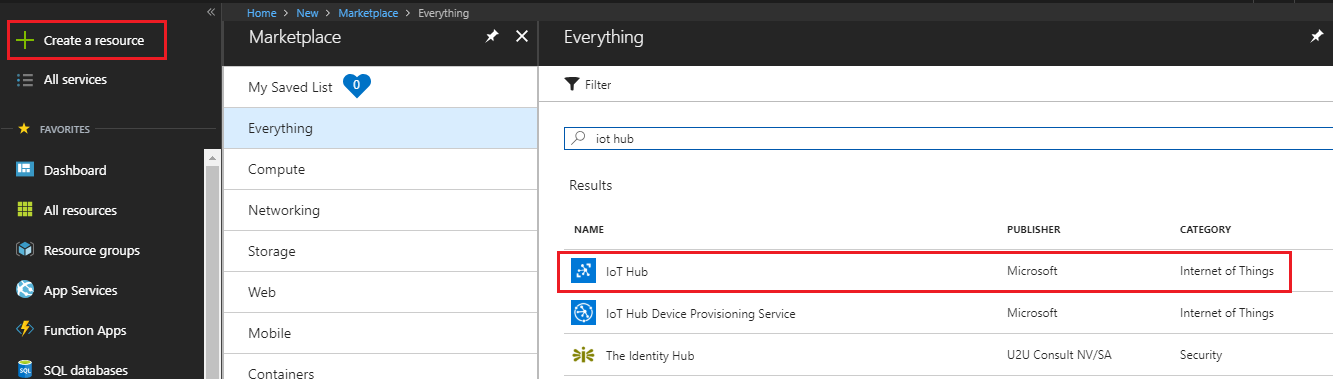 «
Home > New > Marketplace > Everything
Create a resource
All services
FAVORITES
Dashboard
All resources
Resource groups
App Services
Function Apps
SQL databases
Marketplace
My Saved List 0
Everything
Compute
Networking
Storage
Web
Mobile
Containers
Everything
Filter
iot hub
Results
NAME PUBLISHER CATEGORY
IoT Hub Microsoft Internet of Things
IoT Hub Device Provisioning Service Microsoft Internet of Things
The Identity Hub U2U Consult NV/SA Security